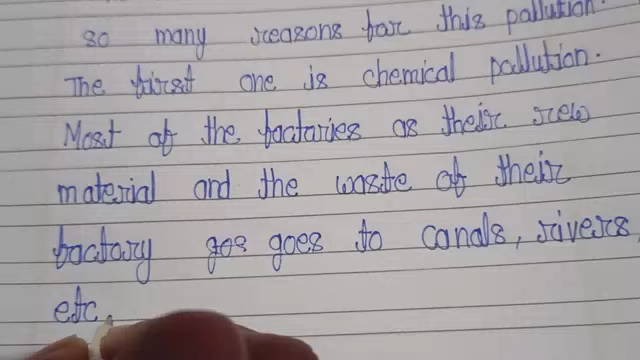 so many reasons for this pollution.
The first one is chemical pollution.
Most of the factories as their rew
material and the waste of their
factory gos goes to canals, rivers,
etc.